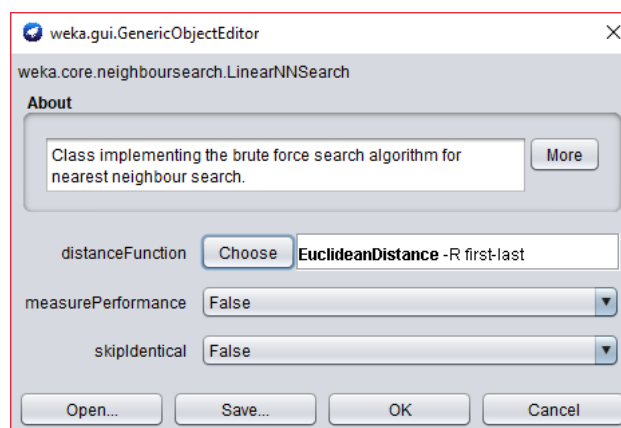 weka.gui.GenericObjectEditor
weka.core.neighboursearch.LinearNNSearch
About
Class implementing the brute force search algorithm for
nearest neighbour search.
More
distanceFunction Choose EuclideanDistance -R first-last
measurePerformance False
skipIdentical False
Open... Save... OK Cancel